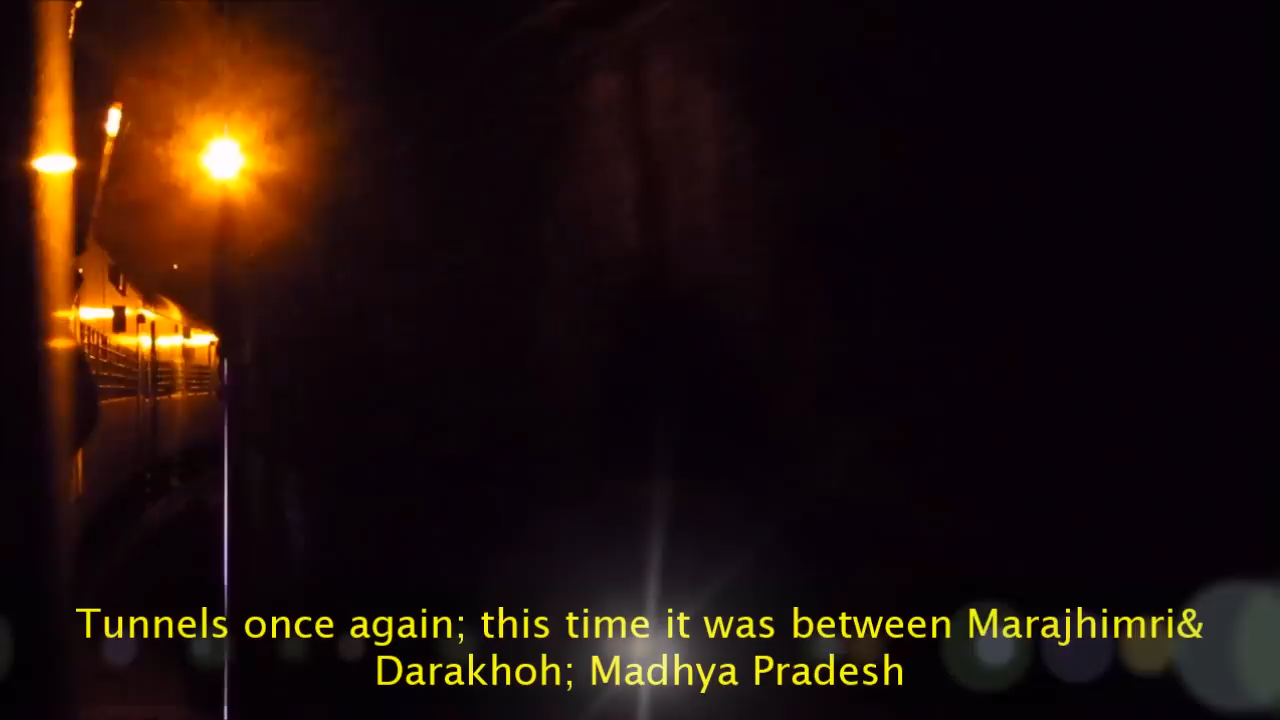 Tunnels once again; this time it was between Marajhimri&
Darakhoh; Madhya Pradesh